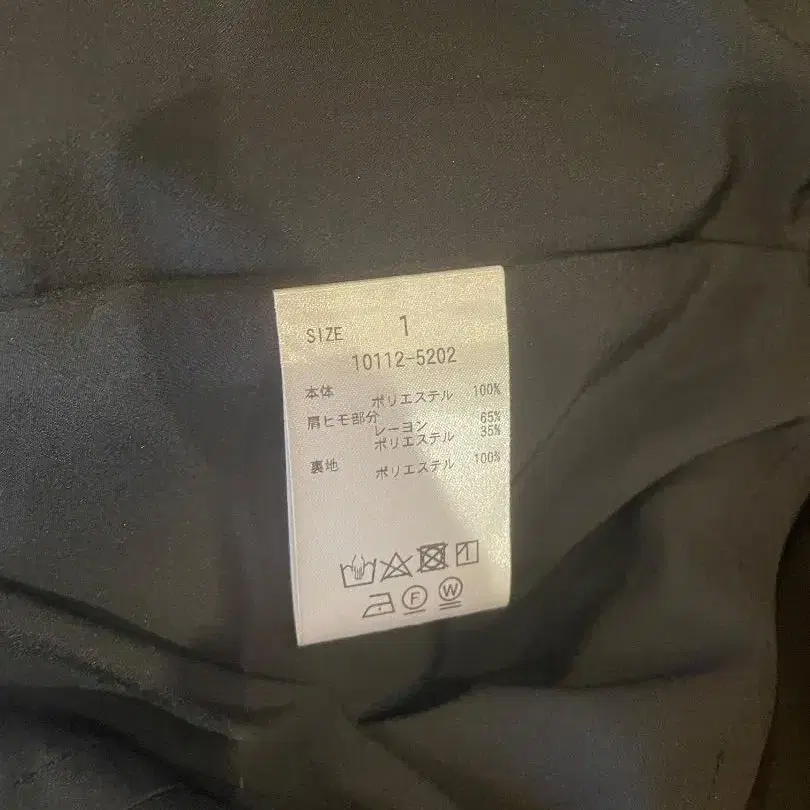 SIZE 1
10112-5202
本体 ポリエステル 100%
肩ヒモ部分 レーヨン 65%
ポリエステル 35%
裏地 ポリエステル 100%
F W